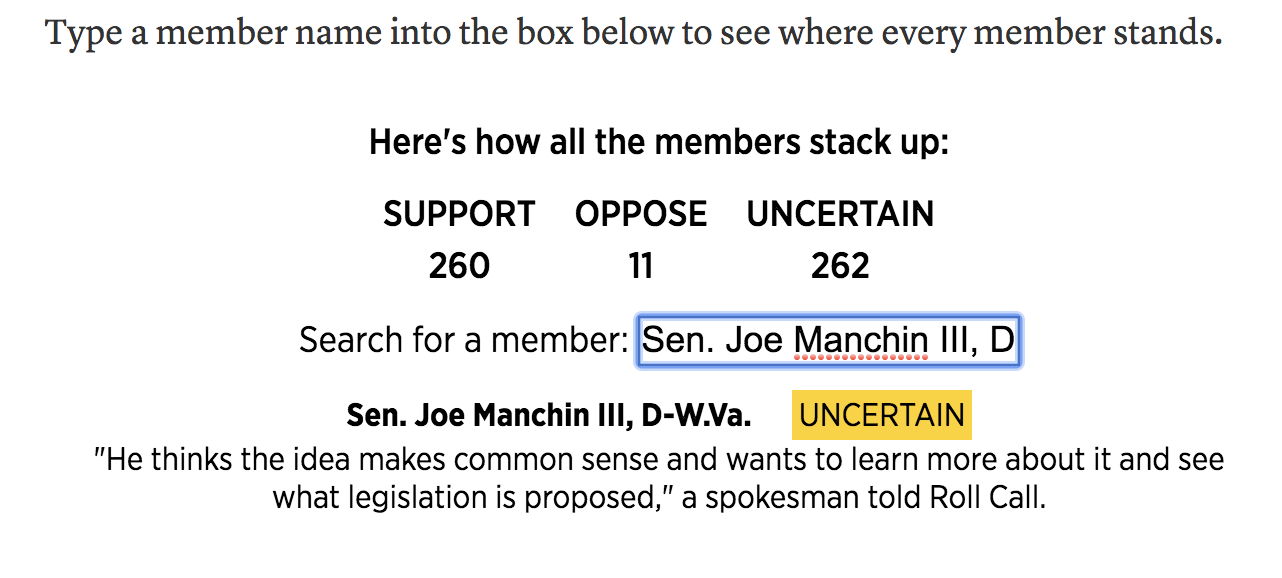 Type a member name into the box below to see where every member stands.
Here's how all the members stack up:
SUPPORT OPPOSE UNCERTAIN
260 11 262
Search for a member: Sen. Joe Manchin III, D
Sen. Joe Manchin III, D-W.Va. UNCERTAIN
"He thinks the idea makes common sense and wants to learn more about it and see
what legislation is proposed," a spokesman told Roll Call.